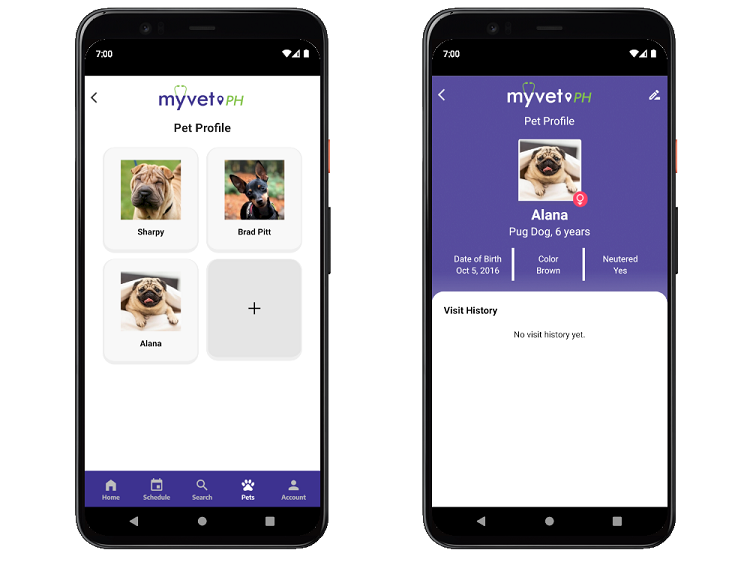 7:00
myvet PH
Pet Profile
Sharpy
Brad Pitt
Alana
+
Home
Schedule
Search
Pets
Account
7:00
myvet PH
Pet Profile
Alana
Pug Dog, 6 years
Date of Birth
Oct 5, 2016
Color
Brown
Neutered
Yes
Visit History
No visit history yet.